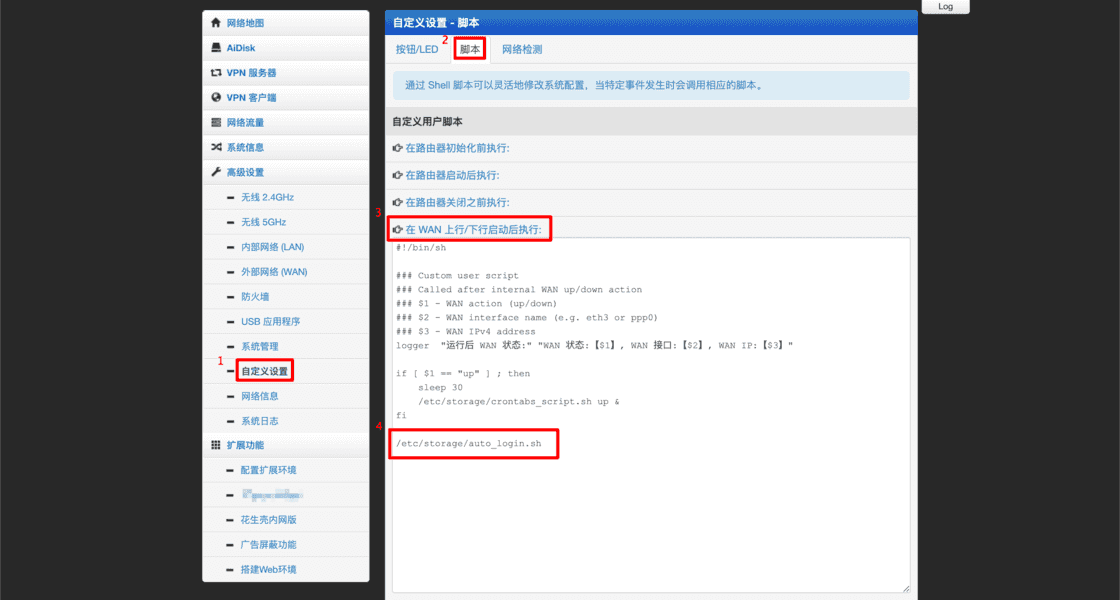 Log
网络地图
AiDisk
VPN 服务器
VPN 客户端
网络流量
系统信息
高级设置
无线 2.4GHz
无线 5GHz
内部网络 (LAN)
外部网络 (WAN)
防火墙
USB 应用程序
系统管理
1
自定义设置
网络信息
系统日志
扩展功能
配置扩展环境
花生壳内网版
广告屏蔽功能
搭建Web环境
自定义设置 - 脚本
按钮/LED
2
脚本
网络检测
通过 Shell 脚本可以灵活地修改系统配置，当特定事件发生时会调用相应的脚本。
自定义用户脚本
在路由器初始化前执行:
在路由器启动后执行:
在路由器关闭之前执行:
3
在 WAN 上行/下行启动后执行:
#!/bin/sh
### Custom user script
### Called after internal WAN up/down action
### $1 - WAN action (up/down)
### $2 - WAN interface name (e.g. eth3 or ppp0)
### $3 - WAN IPv4 address
logger  "运行后 WAN 状态:" "WAN 状态:【$1】, WAN 接口:【$2】, WAN IP:【$3】"
if [ $1 == "up" ] ; then
sleep 30
/etc/storage/crontabs_script.sh up &
fi
4
/etc/storage/auto_login.sh